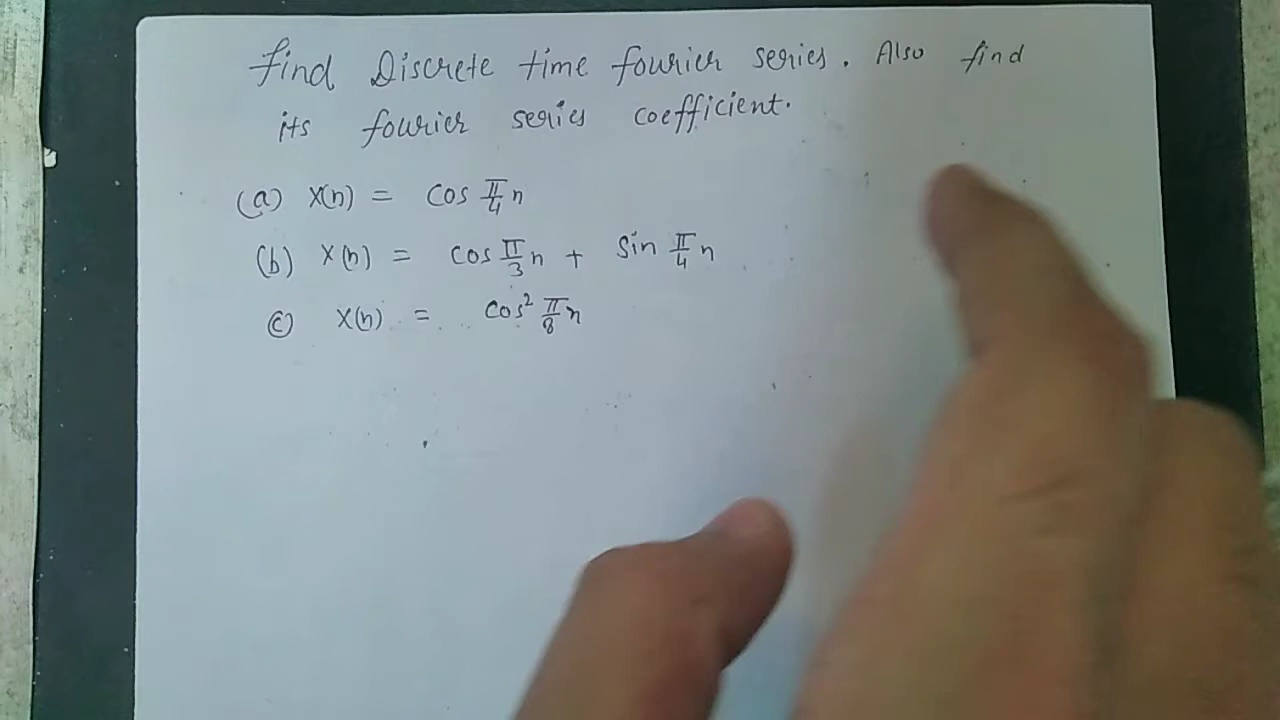 find Discrete time fourier series. Also find
its fourier series coefficient.
(a) x(n) = cos π/4 n
(b) x(n) = cos π/3 n + sin π/4 n
(c) x(n) = cos² π/8 n